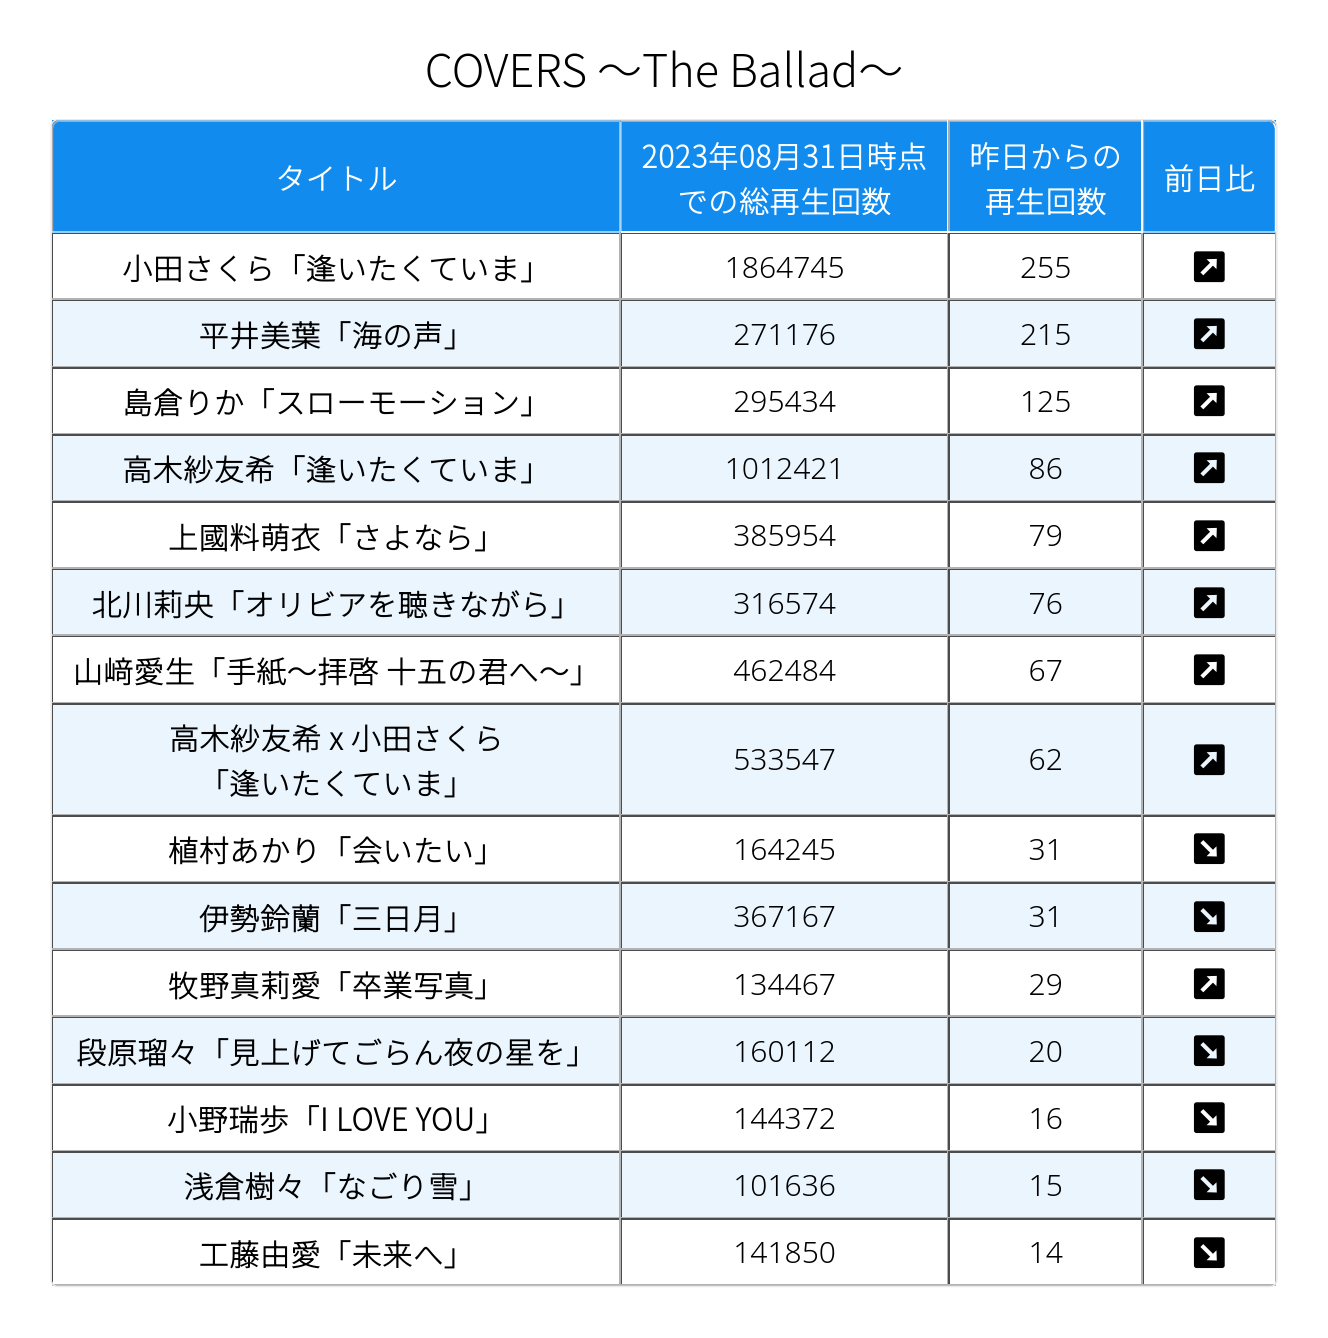 COVERS ～The Ballad～
タイトル
2023年08月31日時点
での総再生回数
昨日からの
再生回数
前日比
小田さくら「逢いたくていま」 1864745 255 ↗
平井美葉「海の声」 271176 215 ↗
島倉りか「スローモーション」 295434 125 ↗
高木紗友希「逢いたくていま」 1012421 86 ↗
上國料萌衣「さよなら」 385954 79 ↗
北川莉央「オリビアを聴きながら」 316574 76 ↗
山﨑愛生「手紙～拝啓 十五の君へ～」 462484 67 ↗
高木紗友希 x 小田さくら
「逢いたくていま」 533547 62 ↗
植村あかり「会いたい」 164245 31 ↘
伊勢鈴蘭「三日月」 367167 31 ↘
牧野真莉愛「卒業写真」 134467 29 ↗
段原瑠々「見上げてごらん夜の星を」 160112 20 ↘
小野瑞歩「I LOVE YOU」 144372 16 ↘
浅倉樹々「なごり雪」 101636 15 ↘
工藤由愛「未来へ」 141850 14 ↘